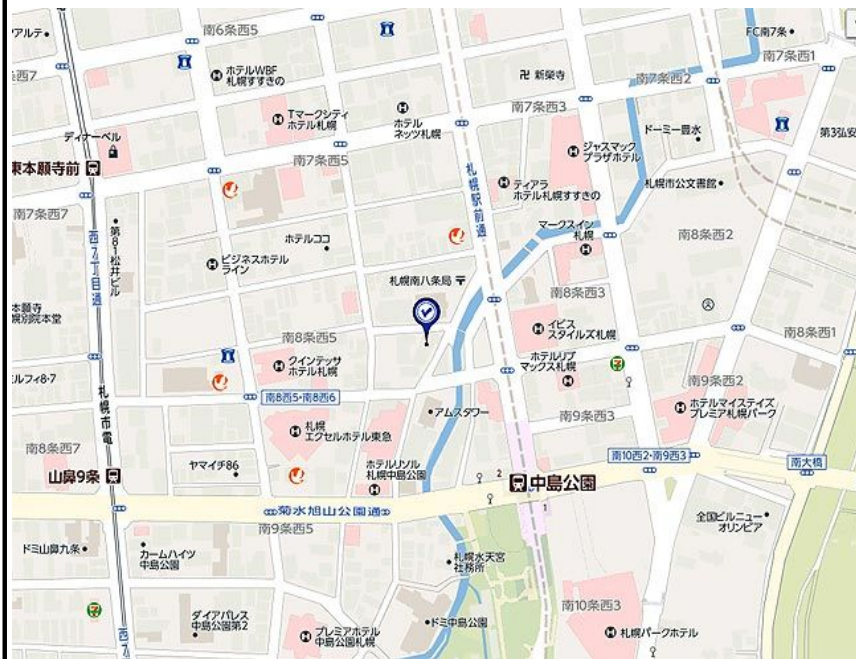 南6条西5
FC南7条
アルテ
南7条西1
条西7
ホテルWBF
札幌すすきの
卍 新栄寺
南7条西2
Tマークシティ
ホテル札幌
ホテル
ネッツ札幌
南7条西3
ディナーベル
ジャスマック
プラザホテル
ドーミー豊水
第3弘安
東本願寺前
南7条西5
札幌駅前通
ティアラ
ホテル札幌すすきの
札幌市公文書館
南7条西7
第81松井ビル
マークスイン
札幌
南8条西2
ホテルココ
西7丁目通
ビジネスホテル
ライン
札幌南八条局 〒
南8条西3
本願寺
院別院本堂
南8条西5
イビス
スタイルズ札幌
南8条西1
クインテッサ
ホテル札幌
ホテルリブ
マックス札幌
ルフィ8・7
札幌市電
南8西5・南8西6
南9条西2
アムスタワー
南9条西3
ホテルマイステイズ
プレミア札幌パーク
札幌
エクセルホテル東急
南8条西7
ヤマイチ86
ホテルリソル
札幌中島公園
南10西2・南9西3
南大橋
山鼻9条
2
中島公園
菊水旭山公園通
1
南9条西5
全国ビルニュー
オリンピア
ドミ山鼻九条
カームハイツ
中島公園
札幌水天宮
社務所
ダイアパレス
中島公園第2
南10条西3
プレミアホテル
中島公園札幌
ドミ中島公園
札幌パークホテル